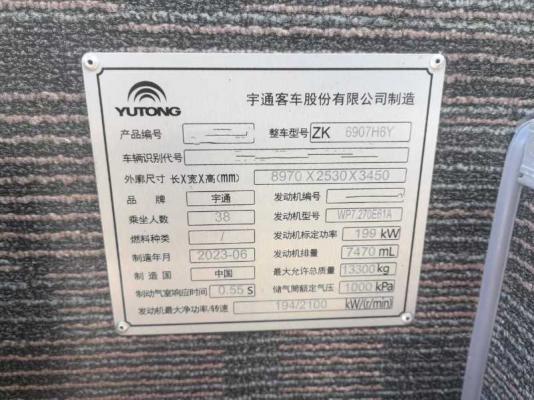 YUTONG
宇通客车股份有限公司制造
产品编号 整车型号 ZK 6907H6Y
车辆识别代号
外廓尺寸 长X宽X高(mm) 8970X2530X3450
品牌 宇通 发动机编号
乘坐人数 38 发动机型号 WP7.270E61A
燃料种类 / 发动机标定功率 199 kW
制造年月 2023-06 发动机排量 7470 mL
制造国 中国 最大允许总质量 13300 kg
制动气室响应时间 0.55 S 储气筒额定气压 1000 kPa
发动机最大净功率/转速 194/2100 kW/(r/min)